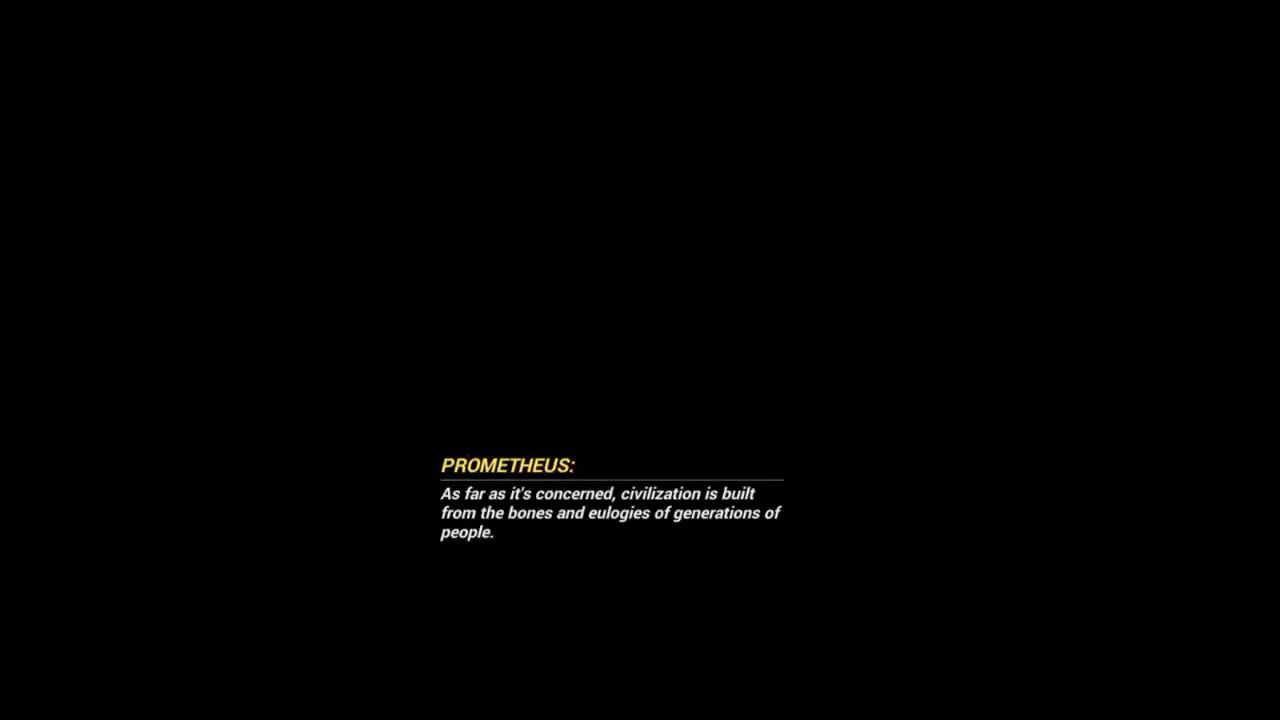 PROMETHEUS:
As far as it's concerned, civilization is built
from the bones and eulogies of generations of
people.